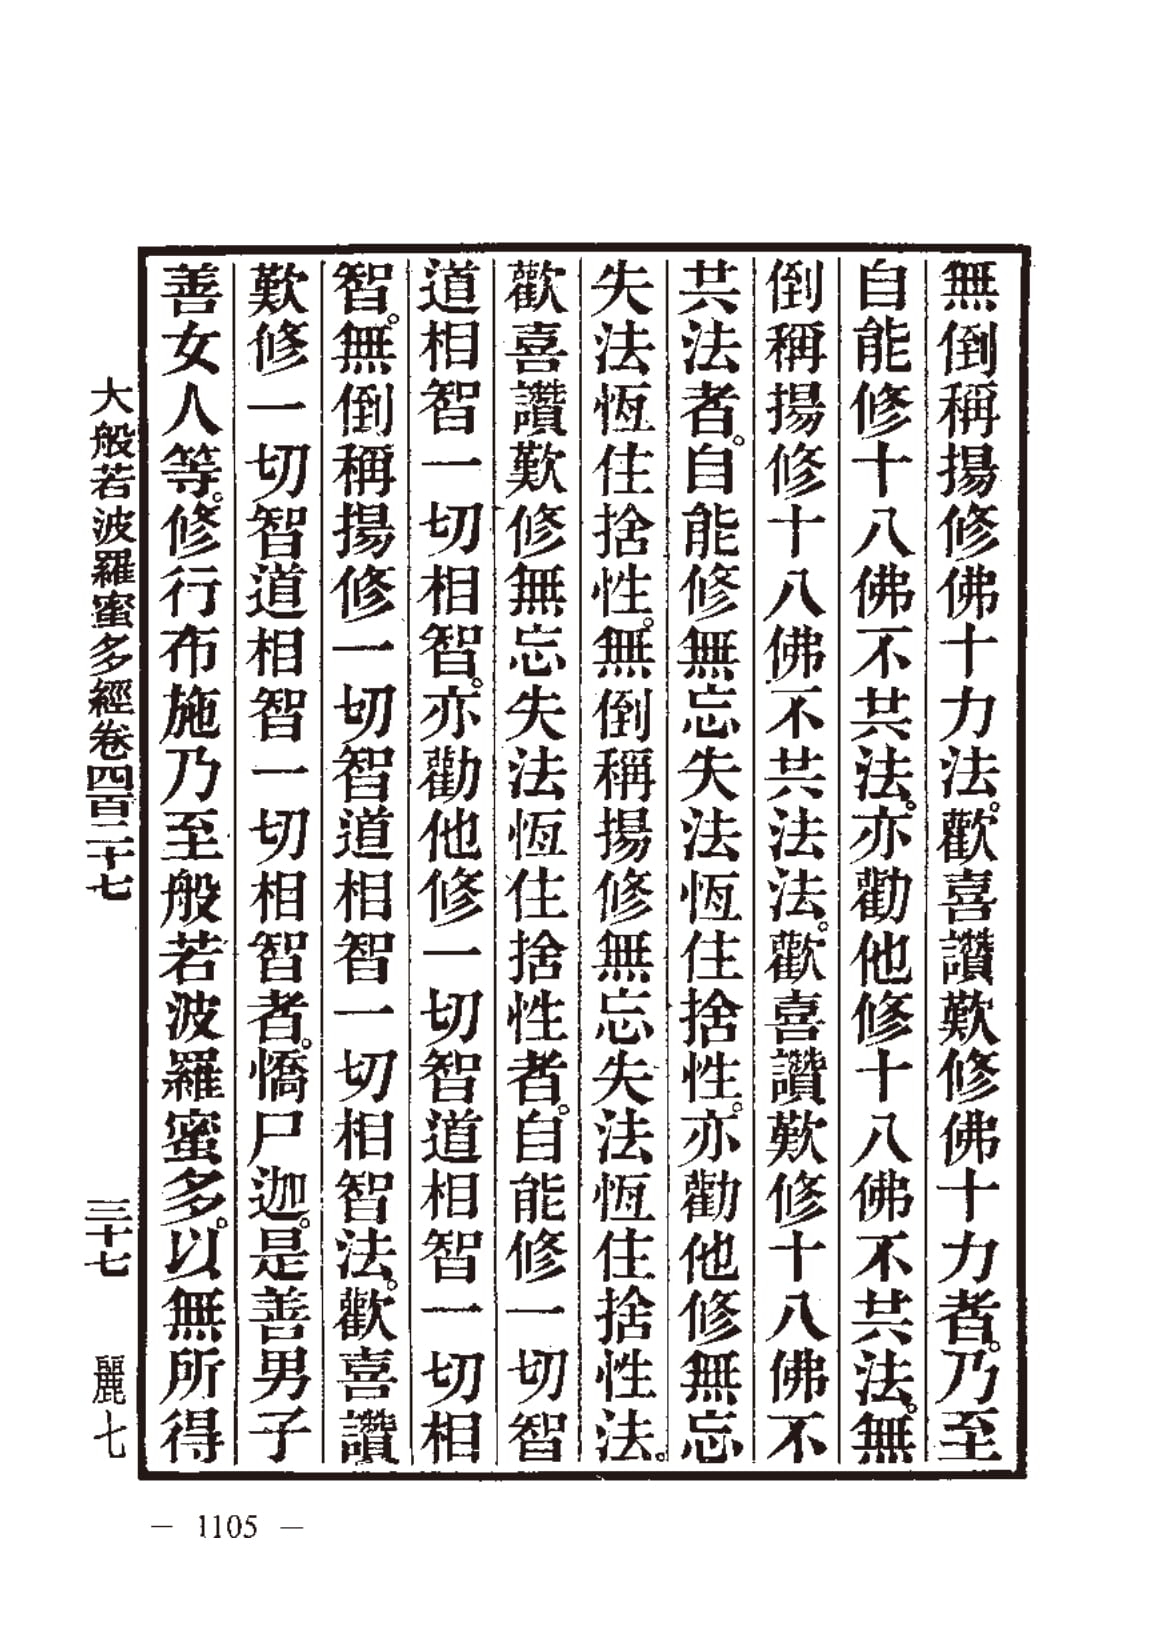 無倒稱揚修佛十力法。歡喜讚歎修佛十力者。乃至
自能修十八佛不共法。亦勸他修十八佛不共法。無
倒稱揚修十八佛不共法法。歡喜讚歎修十八佛不
共法者。自能修無忘失法恆住捨性。亦勸他修無忘
失法恆住捨性。無倒稱揚修無忘失法恆住捨性法。
歡喜讚歎修無忘失法恆住捨性者。自能修一切智
道相智一切相智。亦勸他修一切智道相智一切相
智。無倒稱揚修一切智道相智一切相智法。歡喜讚
歎修一切智道相智一切相智者。憍尸迦。是善男子
善女人等。修行布施乃至般若波羅蜜多。以無所得
大般若波羅蜜多經卷四百二十七 三十七 麗七
— 1105 —